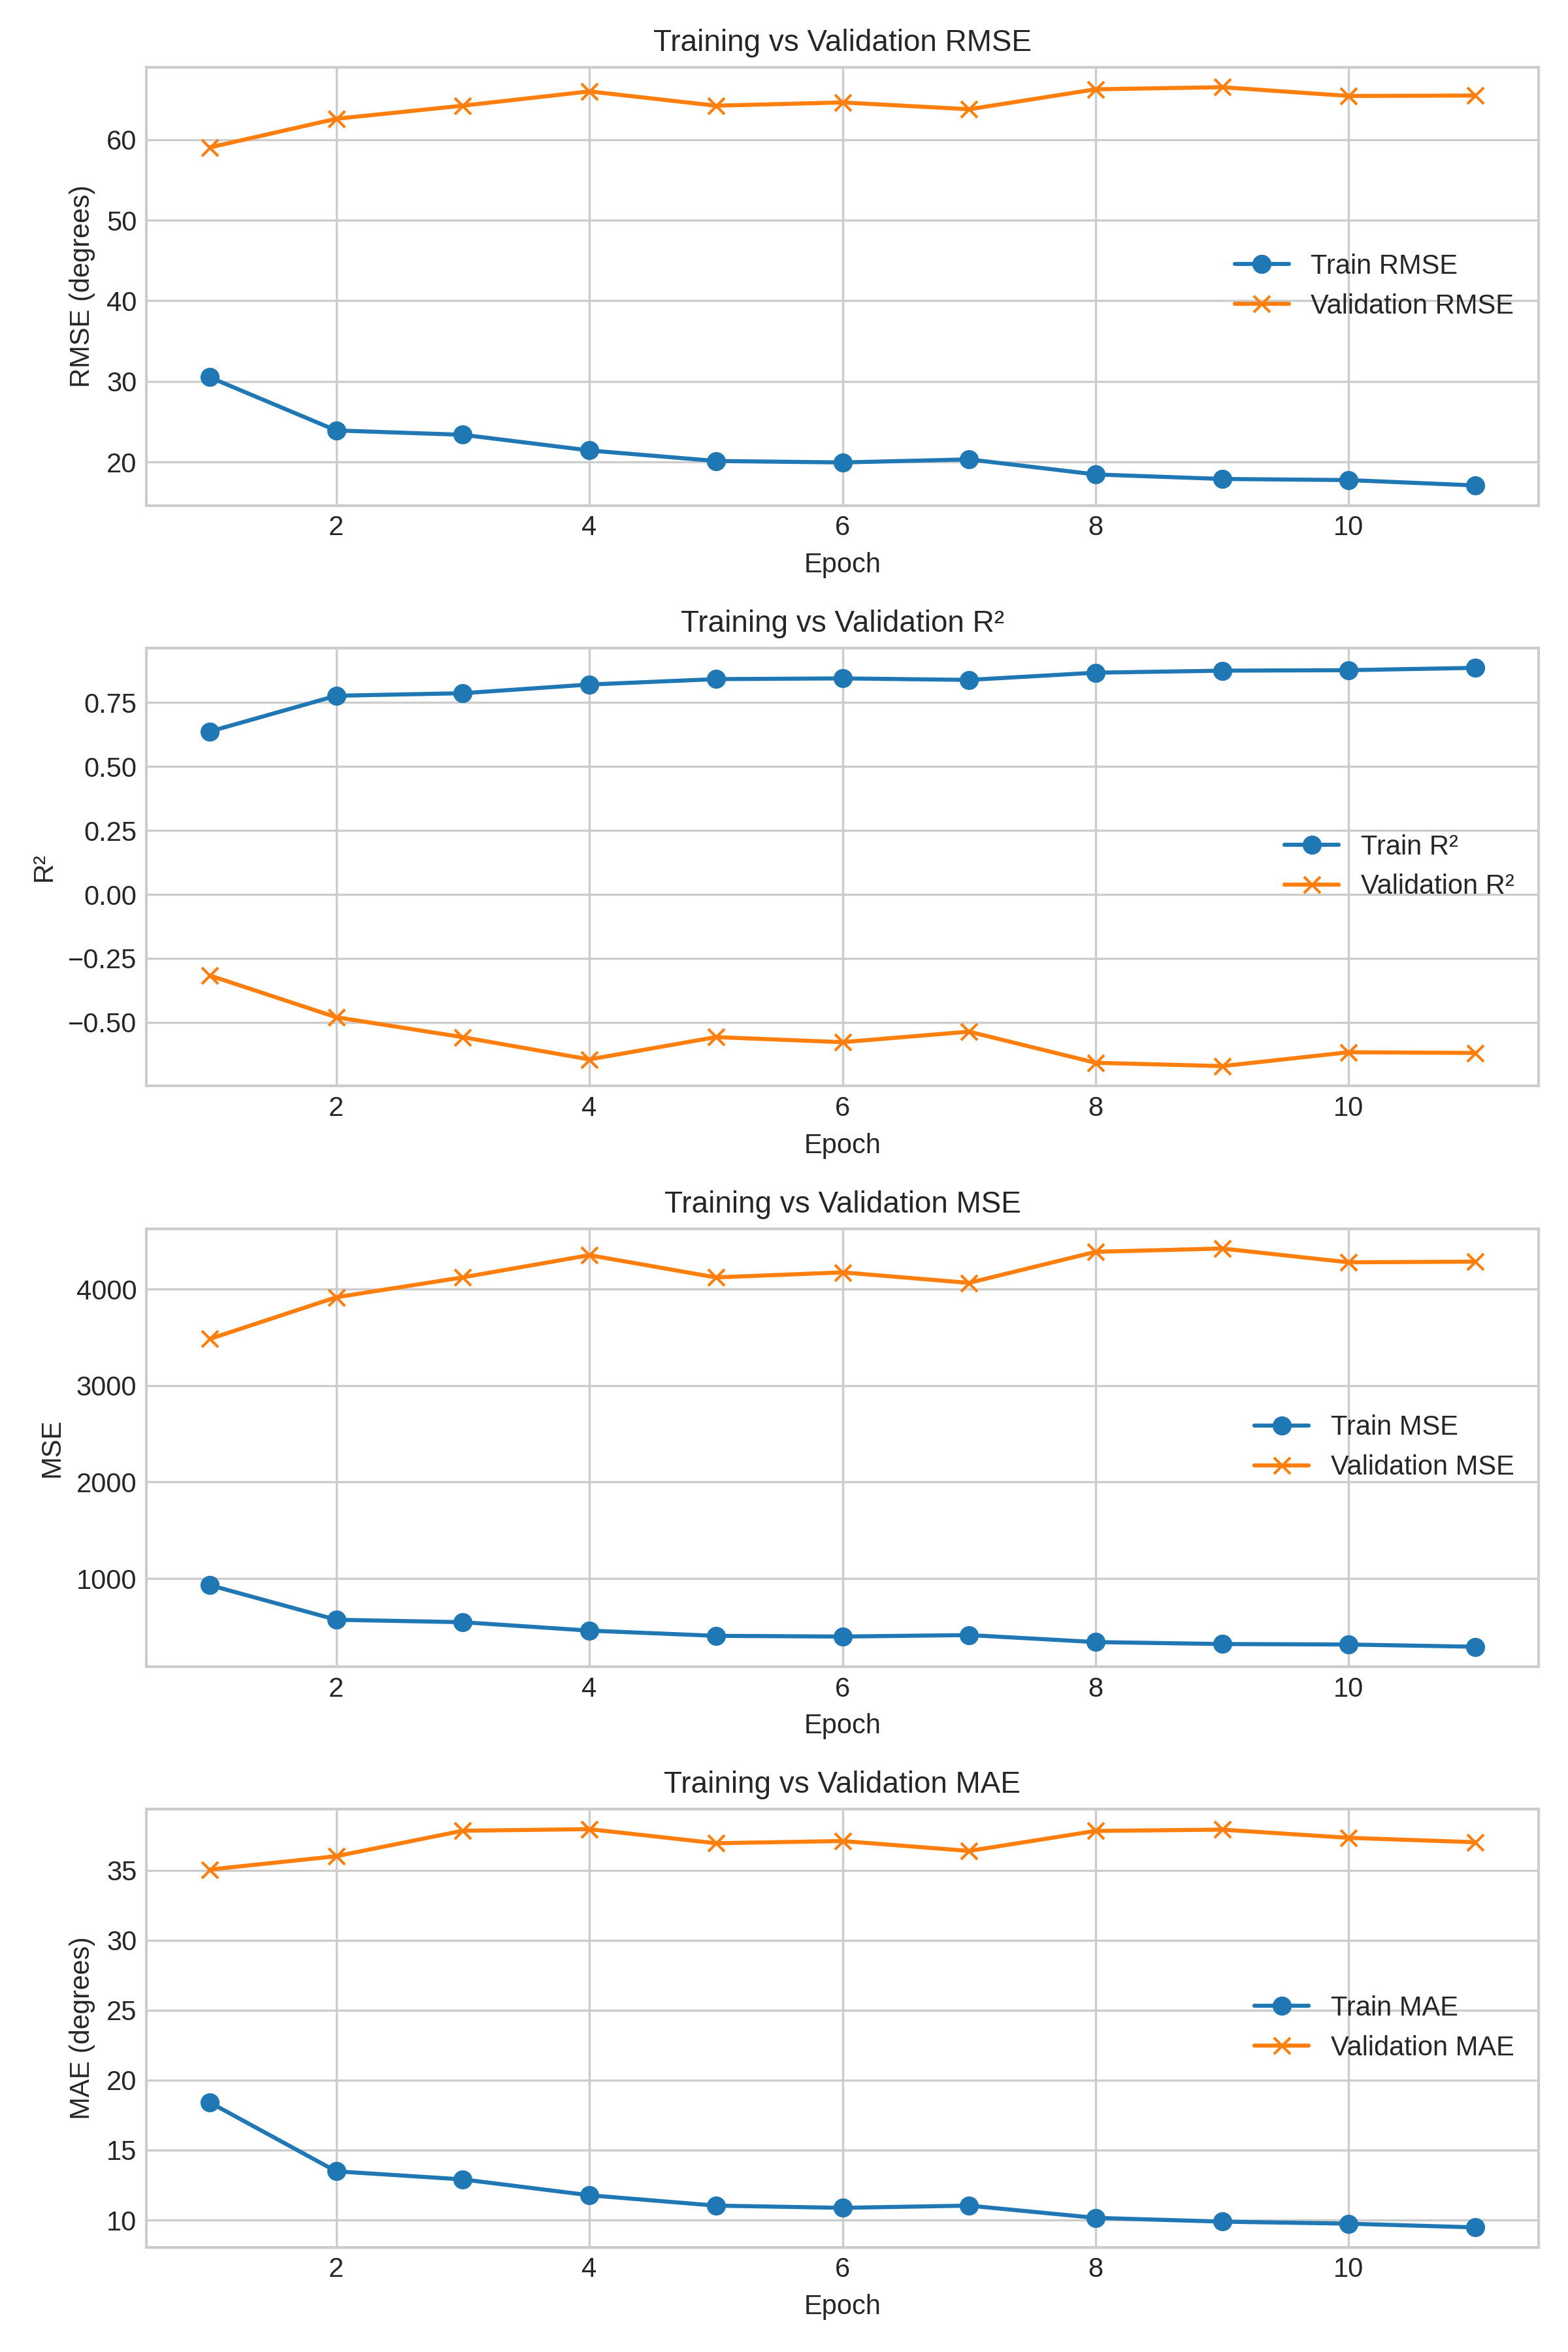 Training vs Validation RMSE
RMSE (degrees)
60
50
40
30
20
Train RMSE
Validation RMSE
2 4 6 8 10
Epoch
Training vs Validation R²
R²
0.75
0.50
0.25
0.00
−0.25
−0.50
Train R²
Validation R²
2 4 6 8 10
Epoch
Training vs Validation MSE
MSE
4000
3000
2000
1000
Train MSE
Validation MSE
2 4 6 8 10
Epoch
Training vs Validation MAE
MAE (degrees)
35
30
25
20
15
10
Train MAE
Validation MAE
2 4 6 8 10
Epoch